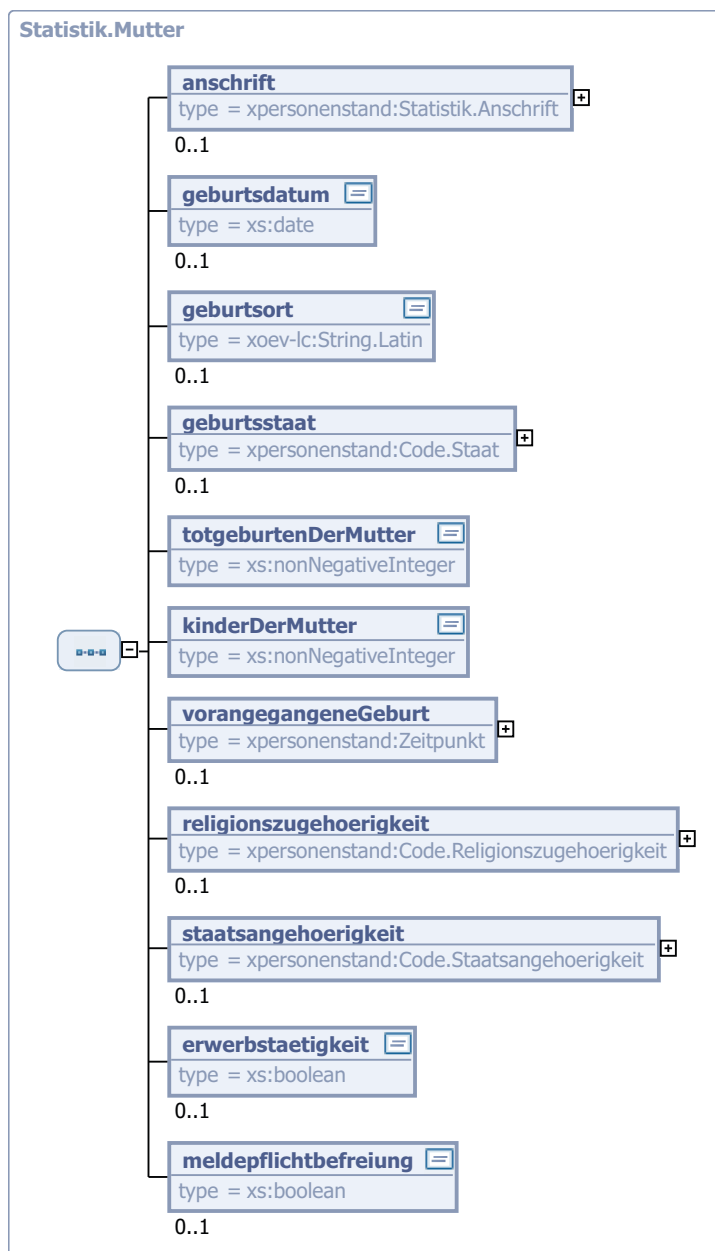 Statistik.Mutter
anschrift
type = xpersonenstand:Statistik.Anschrift
0..1
geburtsdatum
type = xs:date
0..1
geburtsort
type = xoev-lc:String.Latin
0..1
geburtsstaat
type = xpersonenstand:Code.Staat
0..1
totgeburtenDerMutter
type = xs:nonNegativeInteger
kinderDerMutter
type = xs:nonNegativeInteger
vorangegangeneGeburt
type = xpersonenstand:Zeitpunkt
0..1
religionszugehoerigkeit
type = xpersonenstand:Code.Religionszugehoerigkeit
0..1
staatsangehoerigkeit
type = xpersonenstand:Code.Staatsangehoerigkeit
0..1
erwerbstaetigkeit
type = xs:boolean
0..1
meldepflichtbefreiung
type = xs:boolean
0..1